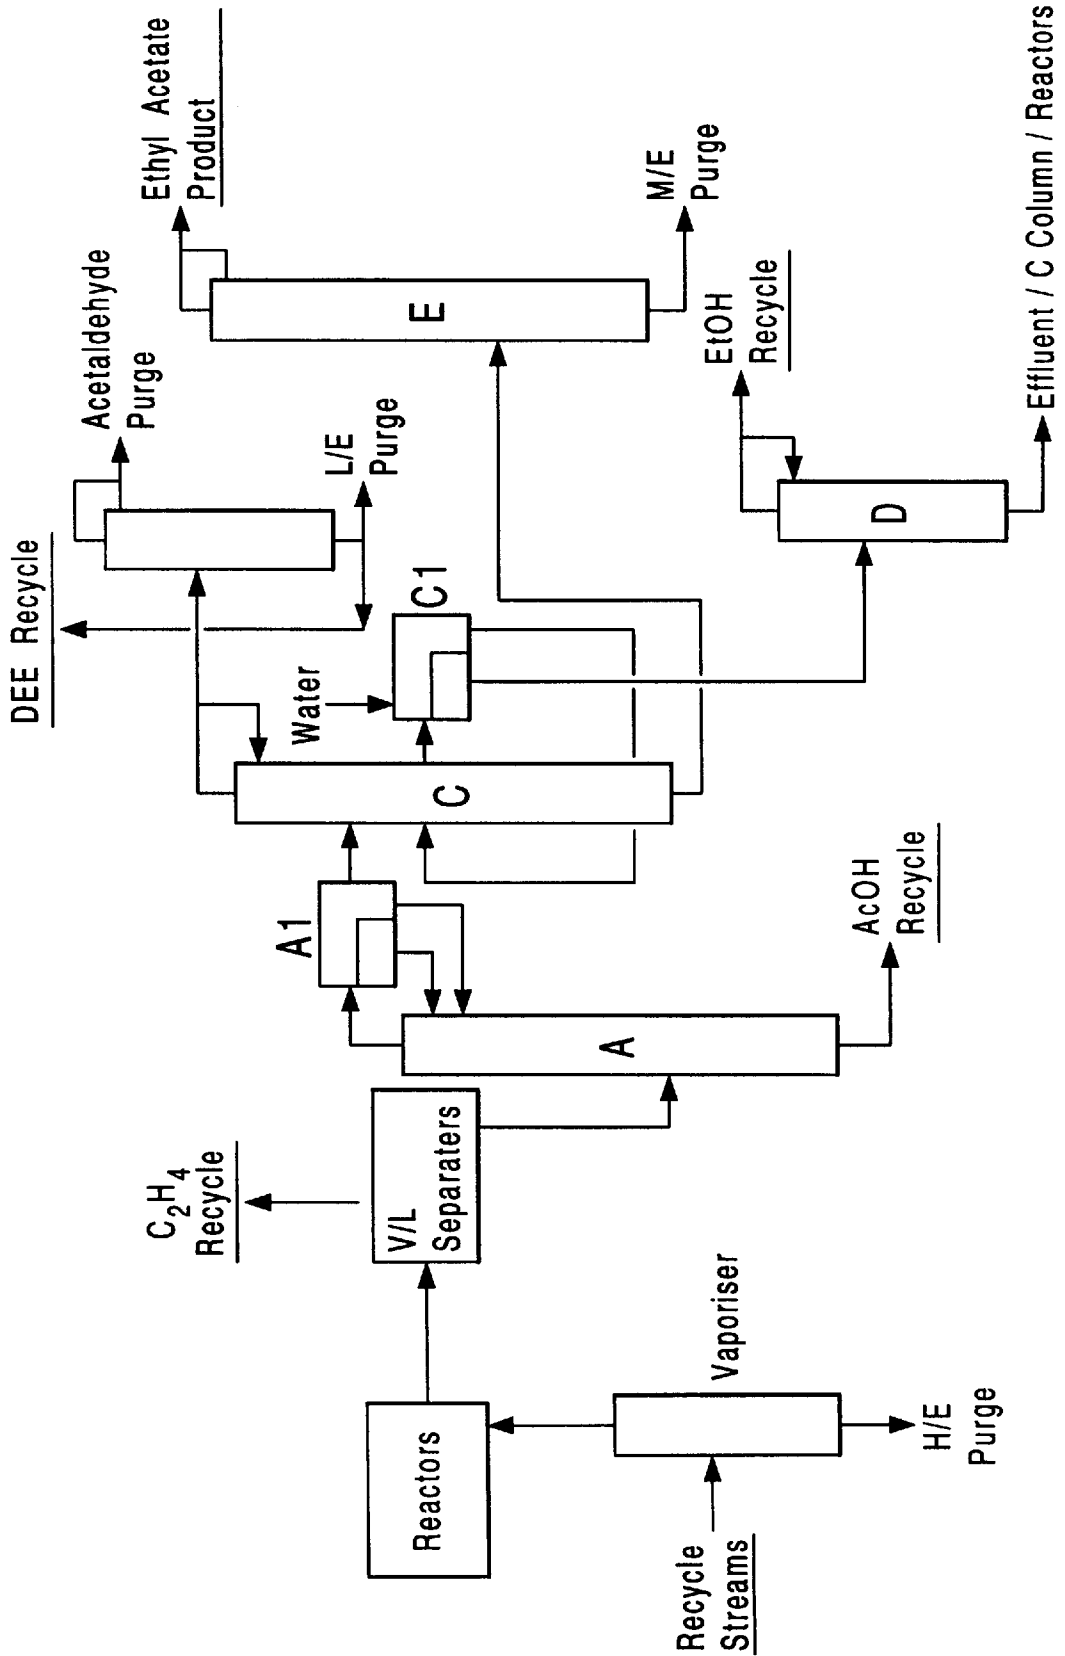 Recycle
Streams
Vaporiser
H/E
Purge
Reactors
V/L
Separaters
C₂H₄
Recycle
A
AcOH
Recycle
A1
C
Water
C1
DEE Recycle
L/E
Purge
Acetaldehyde
Purge
D
EtOH
Recycle
Effluent / C Column / Reactors
E
Ethyl Acetate
Product
M/E
Purge